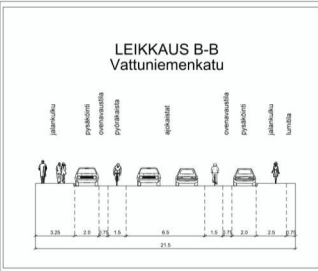 LEIKKAUS B-B
Vattuniemenkatu
jalankulku
pysäköinti
ovenavaustila
pyöräkaista
ajokaistat
ovenavaustila
pysäköinti
jalankulku
lumitila
3.25 2.0 0.75 1.5 6.5 1.5 0.75 2.0 2.5 0.75
21.5